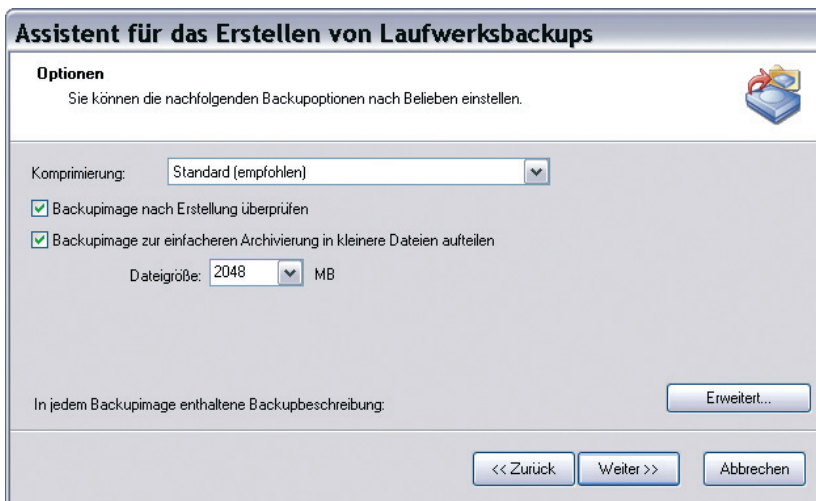 Assistent für das Erstellen von Laufwerksbackups
Optionen
Sie können die nachfolgenden Backupoptionen nach Belieben einstellen.
Komprimierung: Standard (empfohlen)
Backupimage nach Erstellung überprüfen
Backupimage zur einfacheren Archivierung in kleinere Dateien aufteilen
Dateigröße: 2048 MB
In jedem Backupimage enthaltene Backupbeschreibung:
Erweitert...
<< Zurück Weiter >> Abbrechen